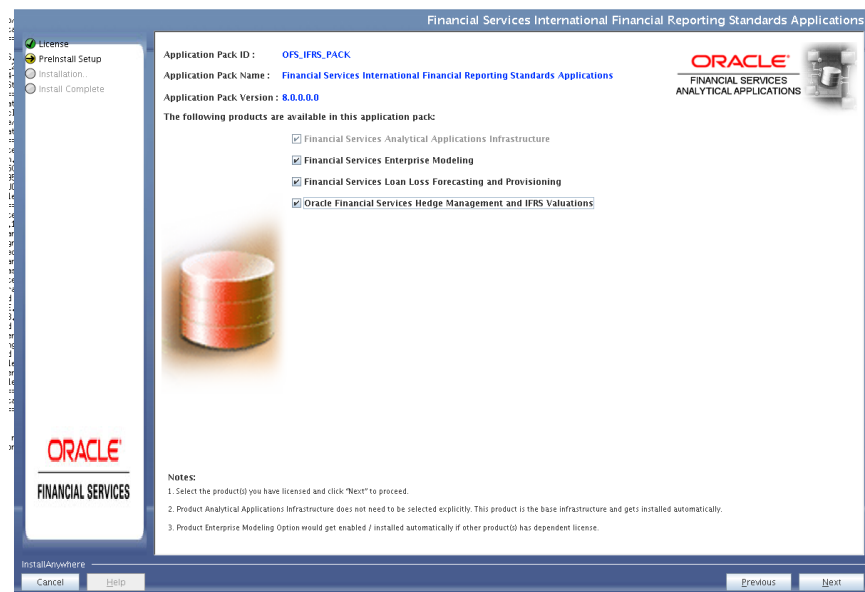 Financial Services International Financial Reporting Standards Applications
License
PreInstall Setup
Installation..
Install Complete
Application Pack ID : OFS_IFRS_PACK
Application Pack Name : Financial Services International Financial Reporting Standards Applications
Application Pack Version : 8.0.0.0.0
ORACLE
FINANCIAL SERVICES
ANALYTICAL APPLICATIONS
The following products are available in this application pack:
Financial Services Analytical Applications Infrastructure
Financial Services Enterprise Modeling
Financial Services Loan Loss Forecasting and Provisioning
Oracle Financial Services Hedge Management and IFRS Valuations
ORACLE
FINANCIAL SERVICES
Notes:
1. Select the product(s) you have licensed and click "Next" to proceed.
2. Product Analytical Applications Infrastructure does not need to be selected explicitly. This product is the base infrastructure and gets installed automatically.
3. Product Enterprise Modeling Option would get enabled / installed automatically if other product(s) has dependent license.
InstallAnywhere
Cancel
Help
Previous
Next